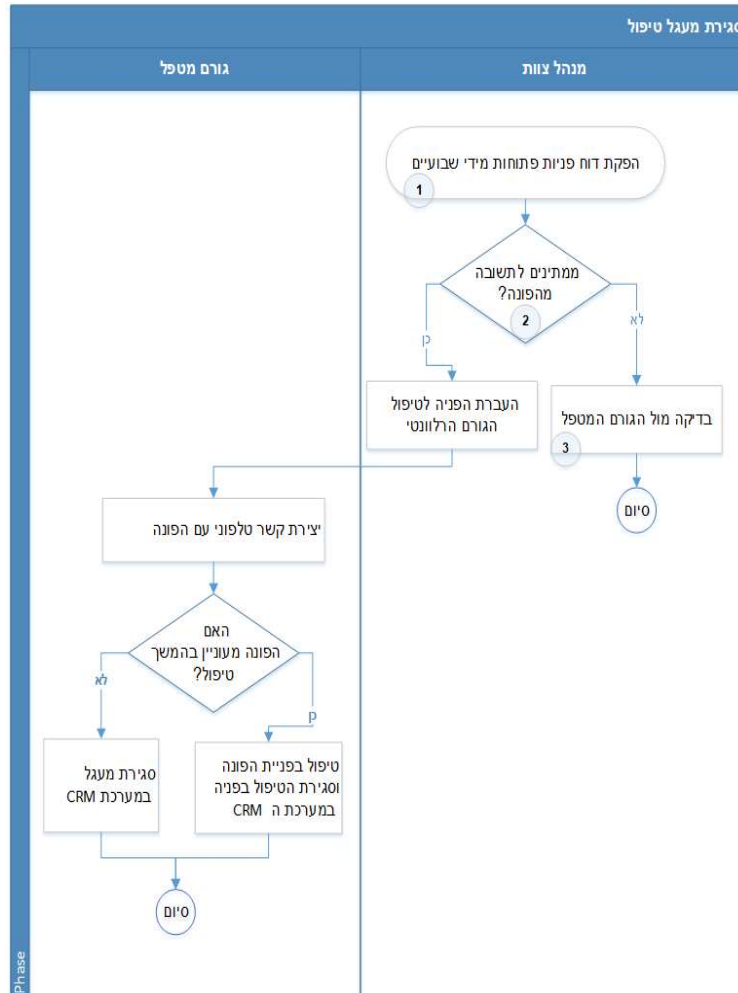 סגירת מעגל טיפול
מנהל צוות
גורם מטפל
הפקת דוח פניות פתוחות מידי שבועיים
1
ממתינים לתשובה
מהפונה?
2
לא
כן
בדיקה מול הגורם המטפל
3
העברת הפניה לטיפול
הגורם הרלוונטי
סיום
יצירת קשר טלפוני עם הפונה
האם
הפונה מעוניין בהמשך
טיפול?
כן
לא
טיפול בפניית הפונה
וסגירת הטיפול בפניה
במערכת ה CRM
סגירת מעגל
במערכת CRM
סיום
Phase